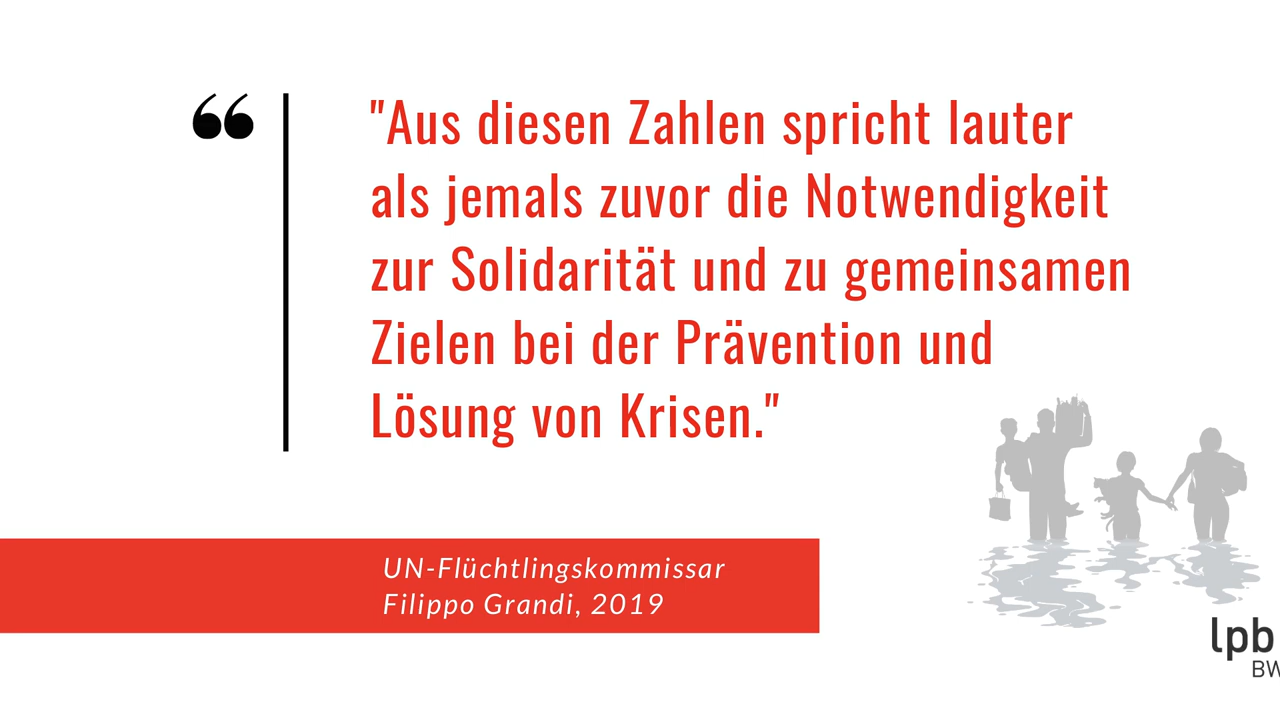 ❝
"Aus diesen Zahlen spricht lauter
als jemals zuvor die Notwendigkeit
zur Solidarität und zu gemeinsamen
Zielen bei der Prävention und
Lösung von Krisen."
UN-Flüchtlingskommissar
Filippo Grandi, 2019
lpb
BW